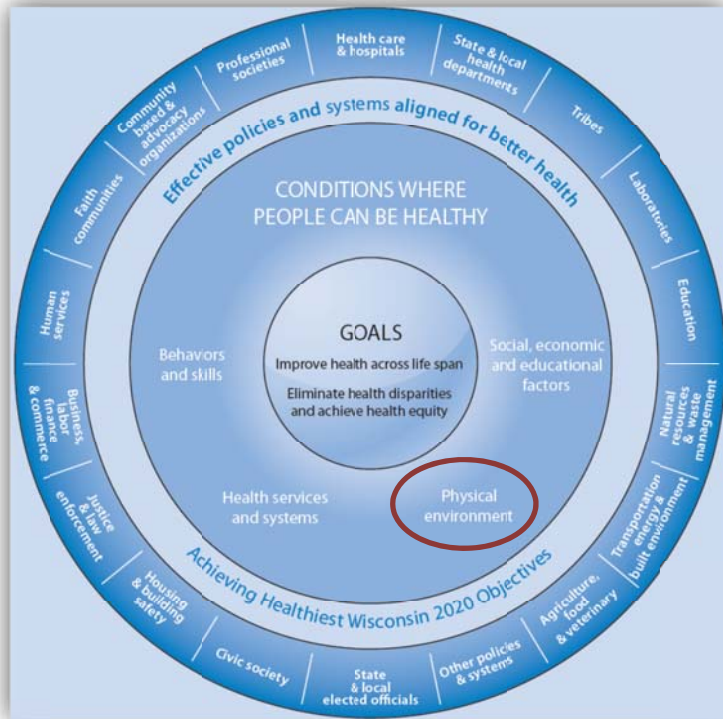 Health care
& hospitals
State & local
health
departments
Tribes
Laboratories
Education
Natural
resources
& waste
management
Transportation
energy &
built environment
Agriculture,
food
& veterinary
Other policies
& systems
State
& local
elected officials
Civic society
Housing
& building
safety
Justice
& law
enforcement
Business,
labor
finance
& commerce
Human
services
Faith
communities
Community
based &
advocacy
organizations
Professional
societies
Effective policies and systems aligned for better health
CONDITIONS WHERE
PEOPLE CAN BE HEALTHY
GOALS
Improve health across life span
Eliminate health disparities
and achieve health equity
Behaviors
and skills
Social, economic
and educational
factors
Health services
and systems
Physical
environment
Achieving Healthiest Wisconsin 2020 Objectives